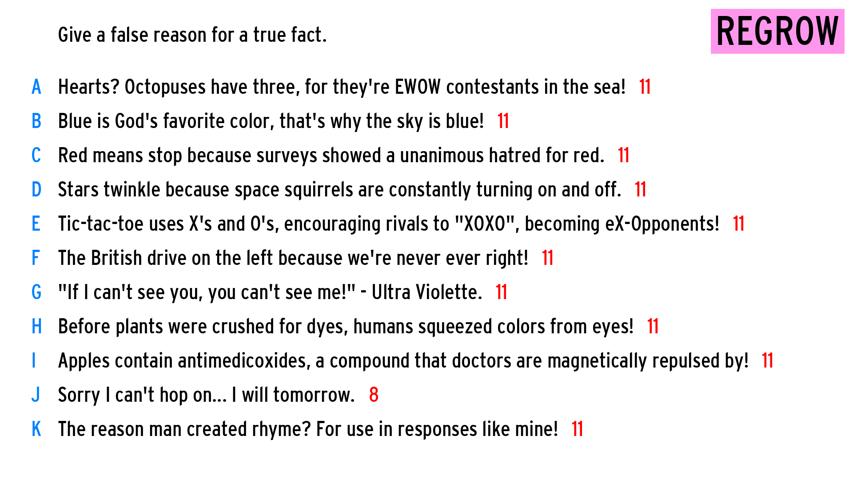 Give a false reason for a true fact.
REGROW
A Hearts? Octopuses have three, for they're EWOW contestants in the sea! 11
B Blue is God's favorite color, that's why the sky is blue! 11
C Red means stop because surveys showed a unanimous hatred for red. 11
D Stars twinkle because space squirrels are constantly turning on and off. 11
E Tic-tac-toe uses X's and O's, encouraging rivals to "XOXO", becoming eX-Opponents! 11
F The British drive on the left because we're never ever right! 11
G "If I can't see you, you can't see me!" - Ultra Violette. 11
H Before plants were crushed for dyes, humans squeezed colors from eyes! 11
I Apples contain antimedicoxides, a compound that doctors are magnetically repulsed by! 11
J Sorry I can't hop on... I will tomorrow. 8
K The reason man created rhyme? For use in responses like mine! 11